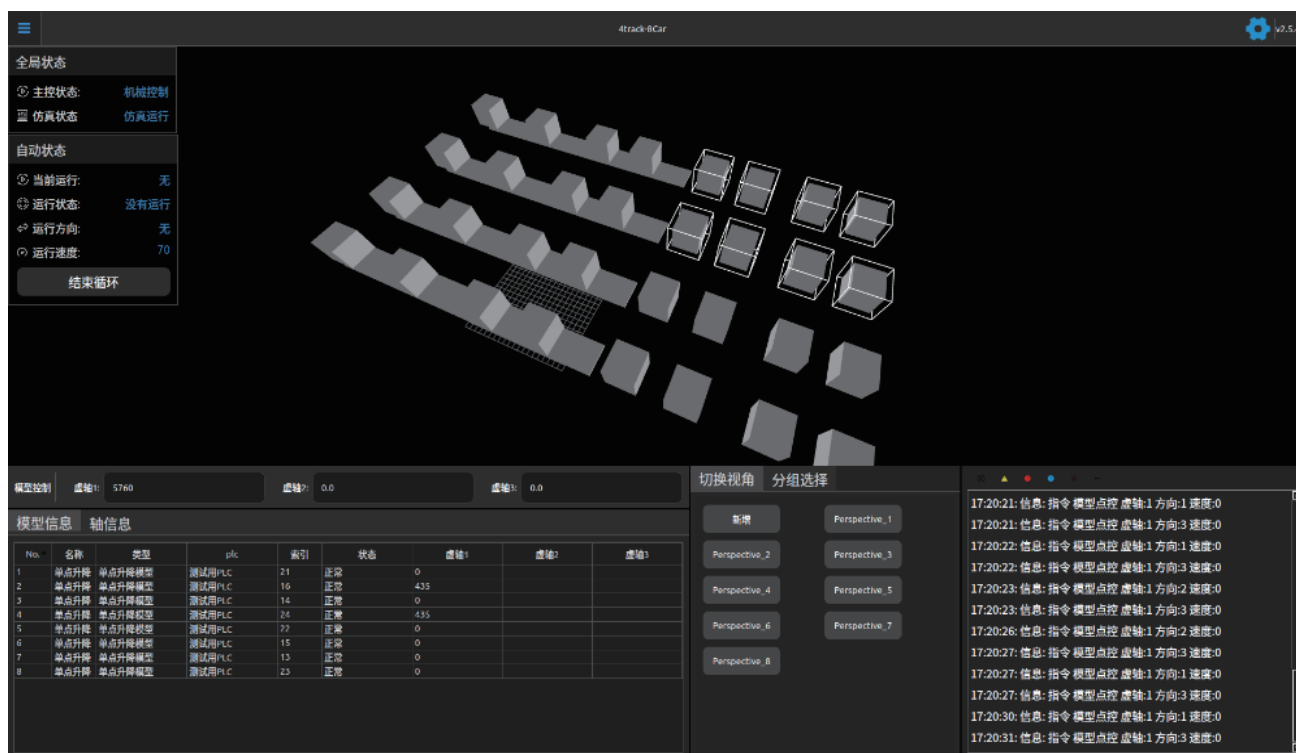 4track-8Car
v2.5.
全局状态
主控状态: 机械控制
仿真状态 仿真运行
自动状态
当前运行: 无
运行状态: 没有运行
运行方向: 无
运行速度: 70
结束循环
模型控制 虚轴1: 5760 虚轴2: 0.0 虚轴3: 0.0
模型信息 轴信息
No. 名称 类型 plc 索引 状态 虚轴1 虚轴2 虚轴3
1 单点升降 单点升降模型 测试用PLC 21 正常 0
2 单点升降 单点升降模型 测试用PLC 16 正常 435
3 单点升降 单点升降模型 测试用PLC 14 正常 0
4 单点升降 单点升降模型 测试用PLC 24 正常 435
5 单点升降 单点升降模型 测试用PLC 22 正常 0
6 单点升降 单点升降模型 测试用PLC 15 正常 0
7 单点升降 单点升降模型 测试用PLC 13 正常 0
8 单点升降 单点升降模型 测试用PLC 23 正常 0
切换视角 分组选择
新增 Perspective_1
Perspective_2 Perspective_3
Perspective_4 Perspective_5
Perspective_6 Perspective_7
Perspective_8
17:20:21: 信息: 指令 模型点控 虚轴:1 方向:1 速度:0
17:20:21: 信息: 指令 模型点控 虚轴:1 方向:3 速度:0
17:20:22: 信息: 指令 模型点控 虚轴:1 方向:1 速度:0
17:20:22: 信息: 指令 模型点控 虚轴:1 方向:3 速度:0
17:20:23: 信息: 指令 模型点控 虚轴:1 方向:2 速度:0
17:20:23: 信息: 指令 模型点控 虚轴:1 方向:3 速度:0
17:20:26: 信息: 指令 模型点控 虚轴:1 方向:2 速度:0
17:20:27: 信息: 指令 模型点控 虚轴:1 方向:3 速度:0
17:20:27: 信息: 指令 模型点控 虚轴:1 方向:1 速度:0
17:20:27: 信息: 指令 模型点控 虚轴:1 方向:3 速度:0
17:20:30: 信息: 指令 模型点控 虚轴:1 方向:1 速度:0
17:20:31: 信息: 指令 模型点控 虚轴:1 方向:3 速度:0